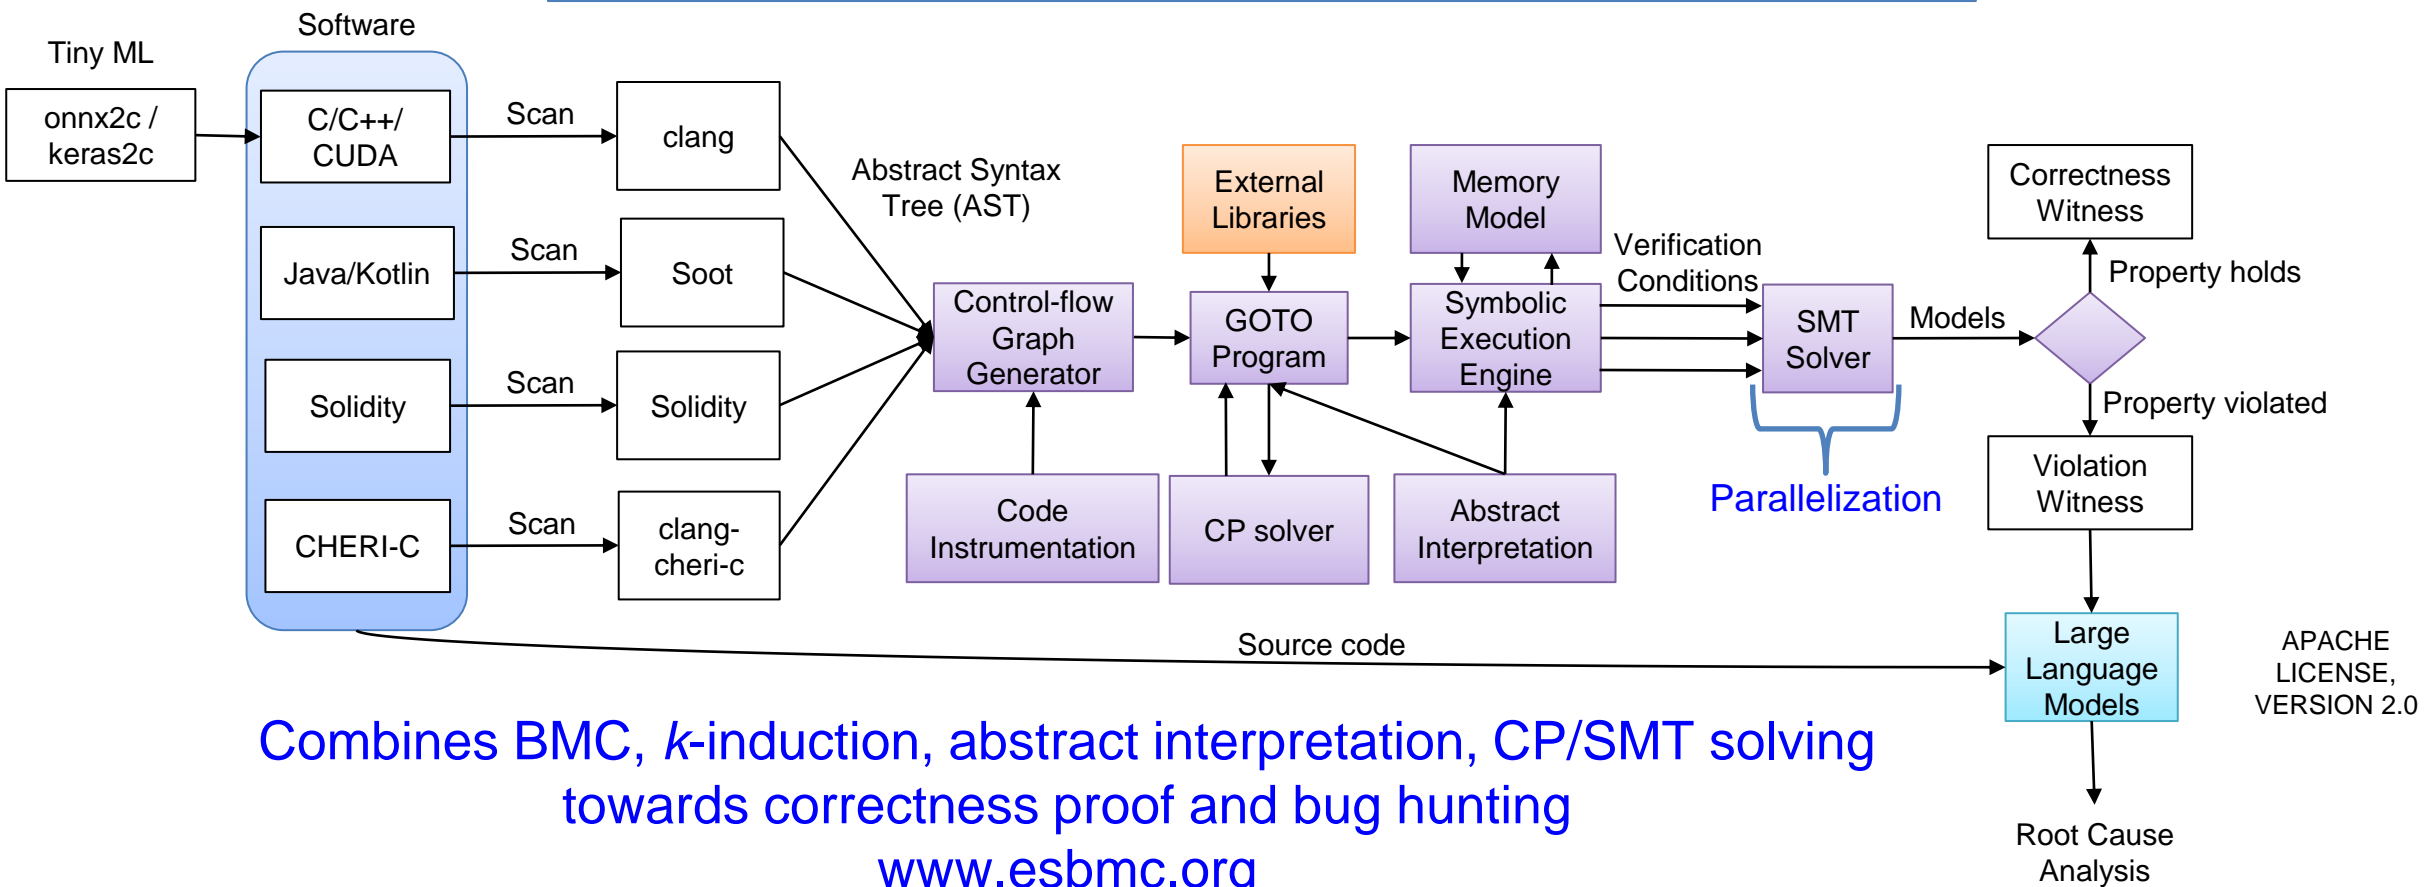 Software
Tiny ML
onnx2c /
keras2c
C/C++/
CUDA
Scan
clang
Java/Kotlin
Scan
Soot
Solidity
Scan
Solidity
CHERI-C
Scan
clang-
cheri-c
Abstract Syntax
Tree (AST)
Control-flow
Graph
Generator
Code
Instrumentation
External
Libraries
GOTO
Program
CP solver
Memory
Model
Symbolic
Execution
Engine
Abstract
Interpretation
Verification
Conditions
SMT
Solver
Parallelization
Models
Correctness
Witness
Property holds
Property violated
Violation
Witness
Source code
Large
Language
Models
Root Cause
Analysis
APACHE
LICENSE,
VERSION 2.0
Combines BMC, k-induction, abstract interpretation, CP/SMT solving
towards correctness proof and bug hunting
www.esbmc.org